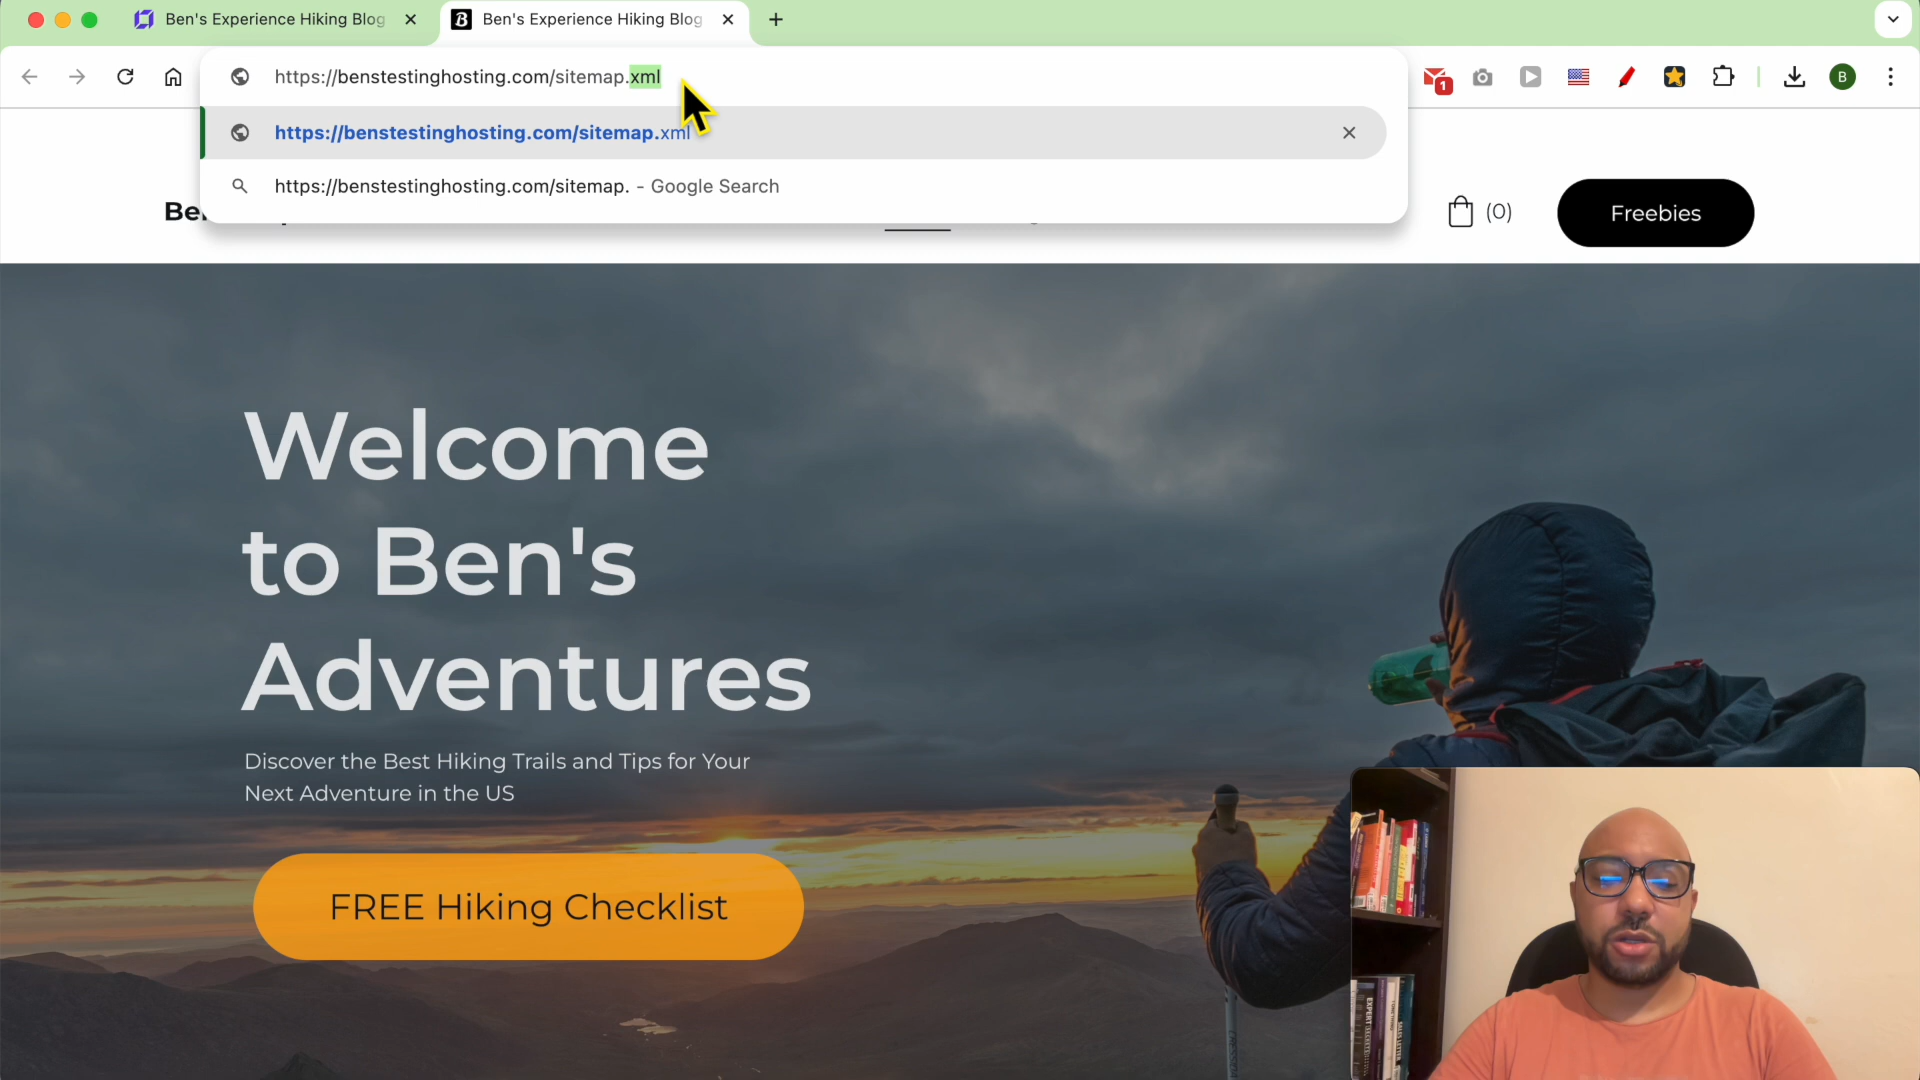 Ben's Experience Hiking Blog
Ben's Experience Hiking Blog
https://benstestinghosting.com/sitemap.xml
1
B
https://benstestinghosting.com/sitemap.xml
https://benstestinghosting.com/sitemap. - Google Search
(0)
Freebies
Welcome
to Ben's
Adventures
Discover the Best Hiking Trails and Tips for Your
Next Adventure in the US
FREE Hiking Checklist